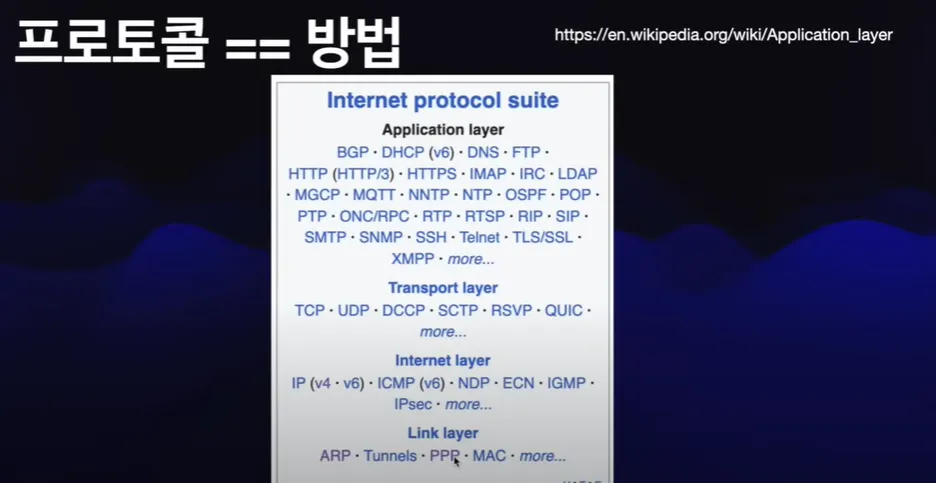 프로토콜 == 방법
https://en.wikipedia.org/wiki/Application_layer
Internet protocol suite
Application layer
BGP · DHCP (v6) · DNS · FTP ·
HTTP (HTTP/3) · HTTPS · IMAP · IRC · LDAP
· MGCP · MQTT · NNTP · NTP · OSPF · POP ·
PTP · ONC/RPC · RTP · RTSP · RIP · SIP ·
SMTP · SNMP · SSH · Telnet · TLS/SSL ·
XMPP · more...
Transport layer
TCP · UDP · DCCP · SCTP · RSVP · QUIC ·
more...
Internet layer
IP (v4 · v6) · ICMP (v6) · NDP · ECN · IGMP ·
IPsec · more...
Link layer
ARP · Tunnels · PPP · MAC · more...